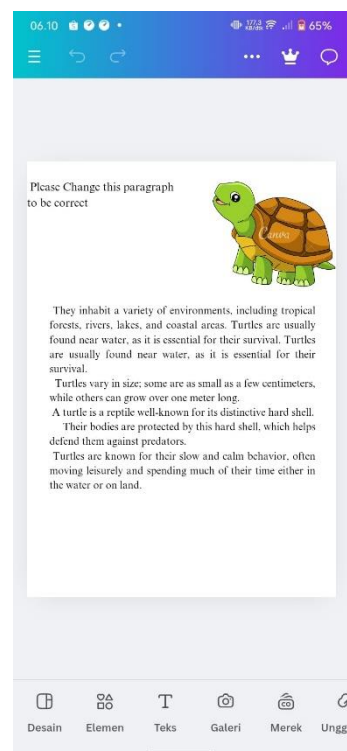 06.10
177,3 KB/dtk
65%
Please Change this paragraph
to be correct
Canva
They inhabit a variety of environments, including tropical
forests, rivers, lakes, and coastal areas. Turtles are usually
found near water, as it is essential for their survival. Turtles
are usually found near water, as it is essential for their
survival.
Turtles vary in size; some are as small as a few centimeters,
while others can grow over one meter long.
A turtle is a reptile well-known for its distinctive hard shell.
Their bodies are protected by this hard shell, which helps
defend them against predators.
Turtles are known for their slow and calm behavior, often
moving leisurely and spending much of their time either in
the water or on land.
T
CO
Desain Elemen Teks Galeri Merek Ungg